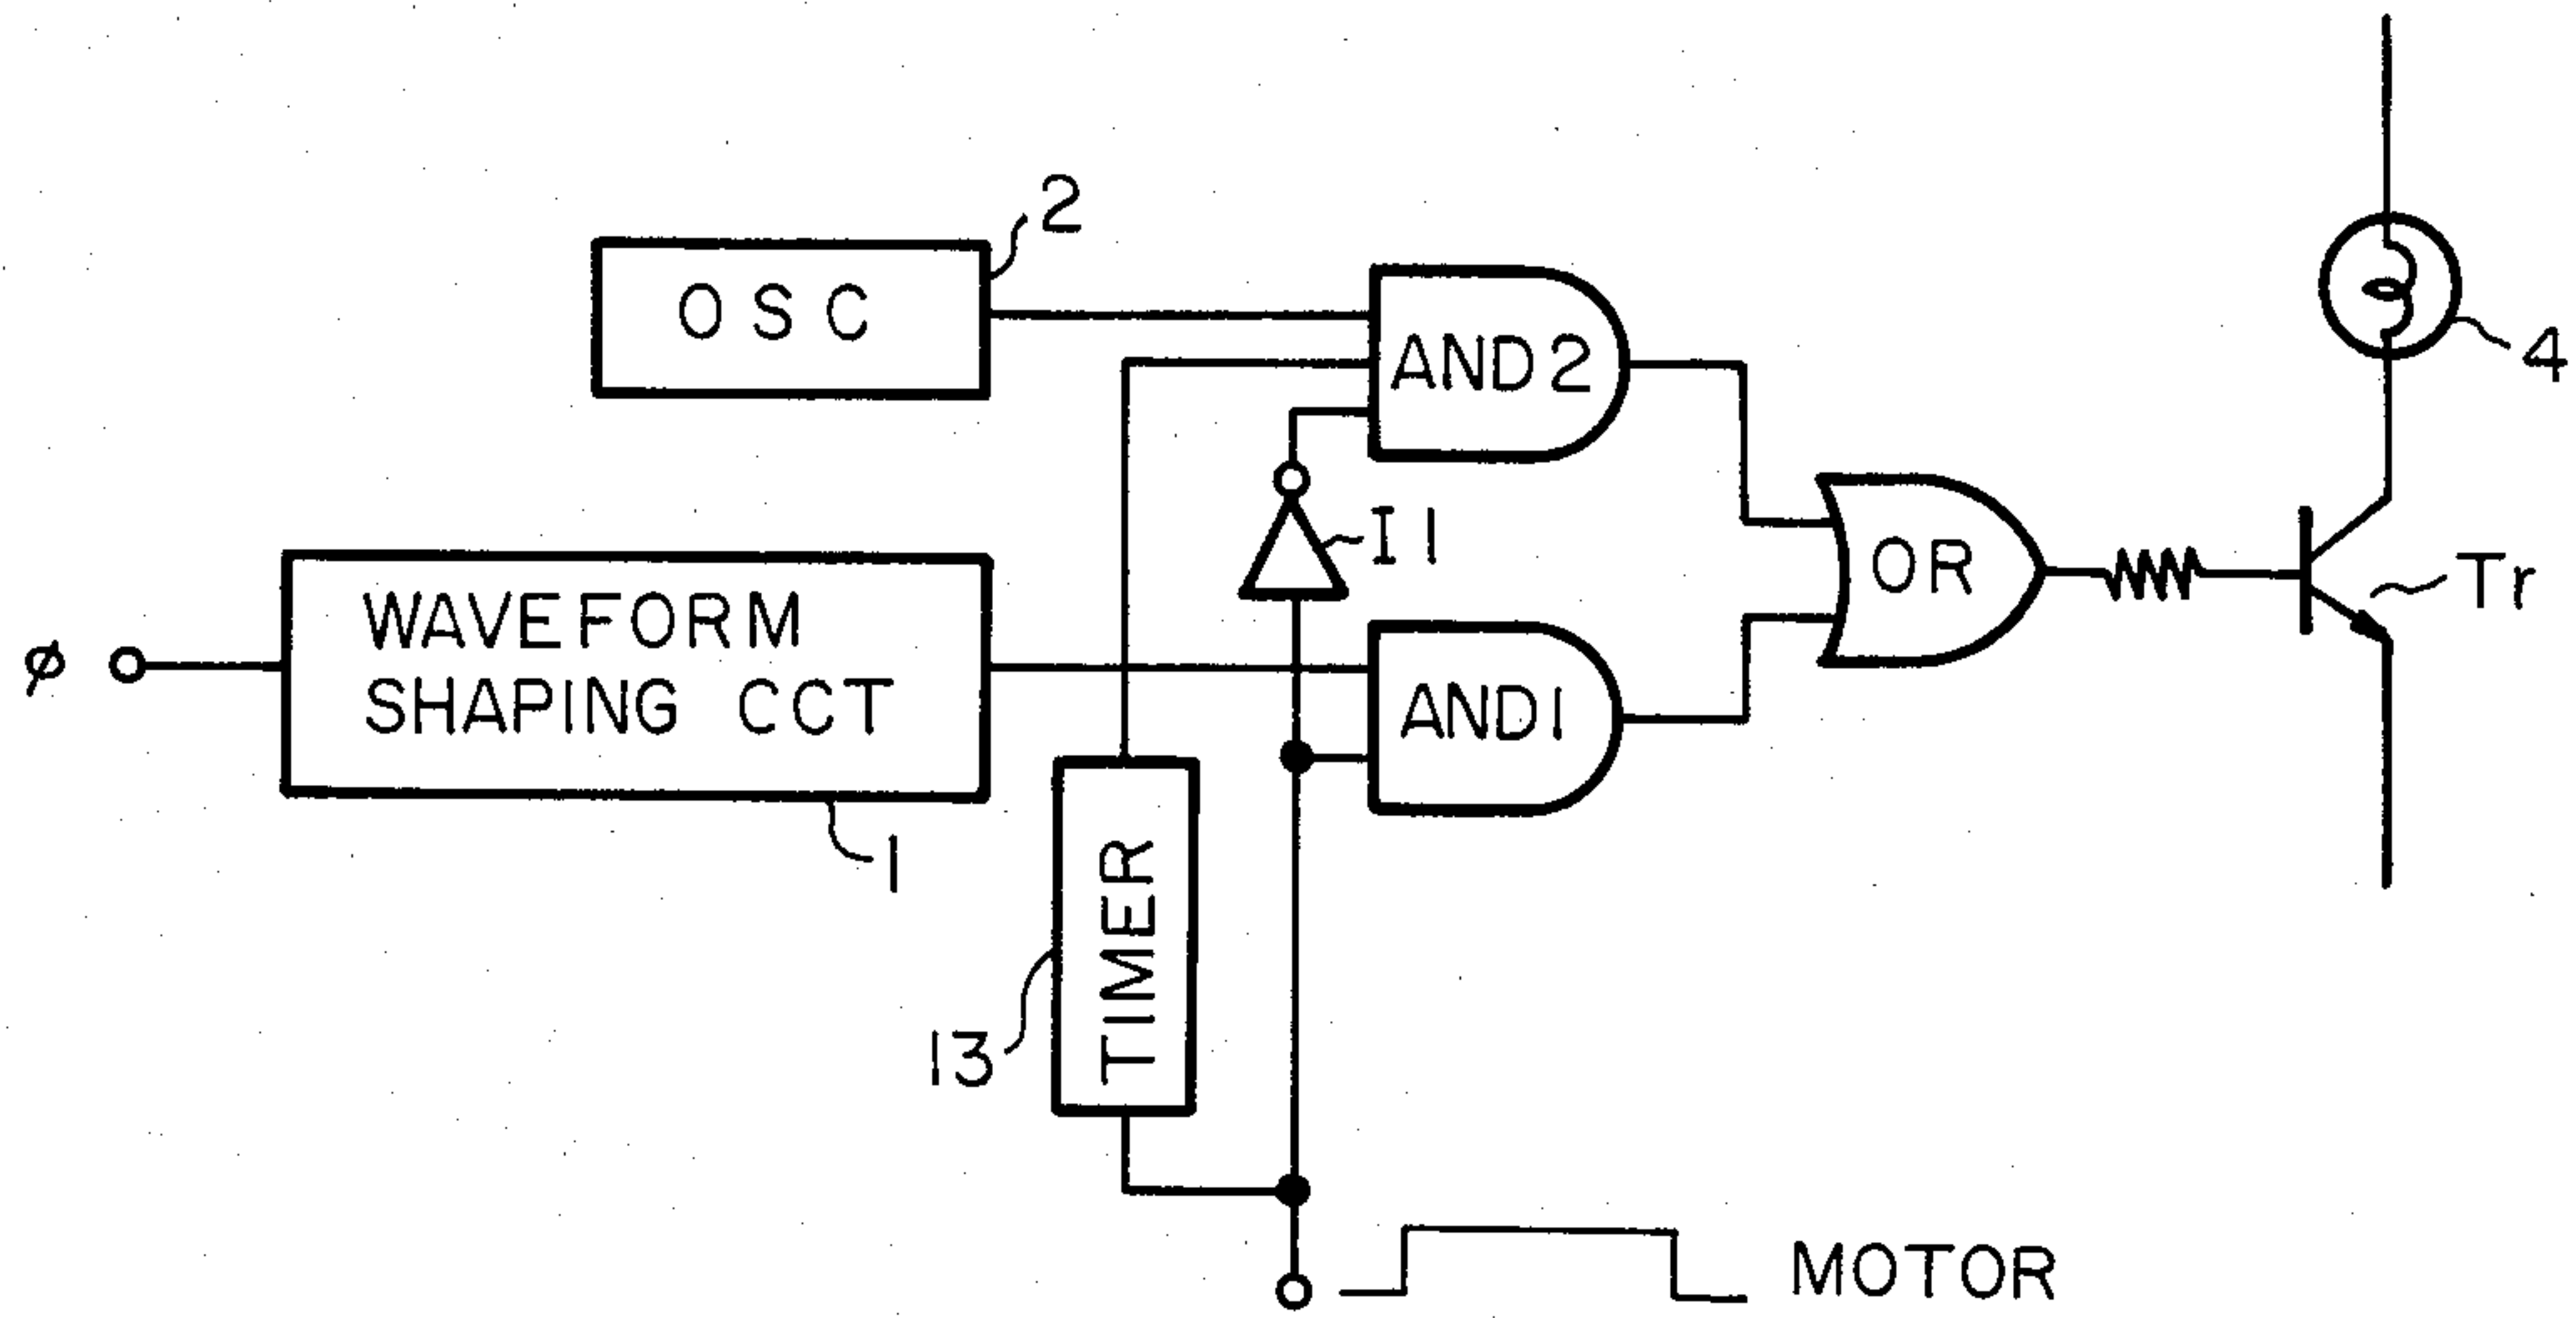 2
OSC
AND2
4
I1
OR
Tr
φ
WAVEFORM
SHAPING CCT
AND1
1
TIMER
13
MOTOR